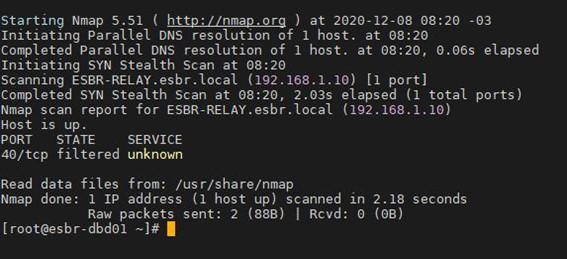 Starting Nmap 5.51 ( http://nmap.org ) at 2020-12-08 08:20 -03
Initiating Parallel DNS resolution of 1 host. at 08:20
Completed Parallel DNS resolution of 1 host. at 08:20, 0.06s elapsed
Initiating SYN Stealth Scan at 08:20
Scanning ESBR-RELAY.esbr.local (192.168.1.10) [1 port]
Completed SYN Stealth Scan at 08:20, 2.03s elapsed (1 total ports)
Nmap scan report for ESBR-RELAY.esbr.local (192.168.1.10)
Host is up.
PORT   STATE    SERVICE
40/tcp filtered unknown
Read data files from: /usr/share/nmap
Nmap done: 1 IP address (1 host up) scanned in 2.18 seconds
Raw packets sent: 2 (88B) | Rcvd: 0 (0B)
[root@esbr-dbd01 ~]#